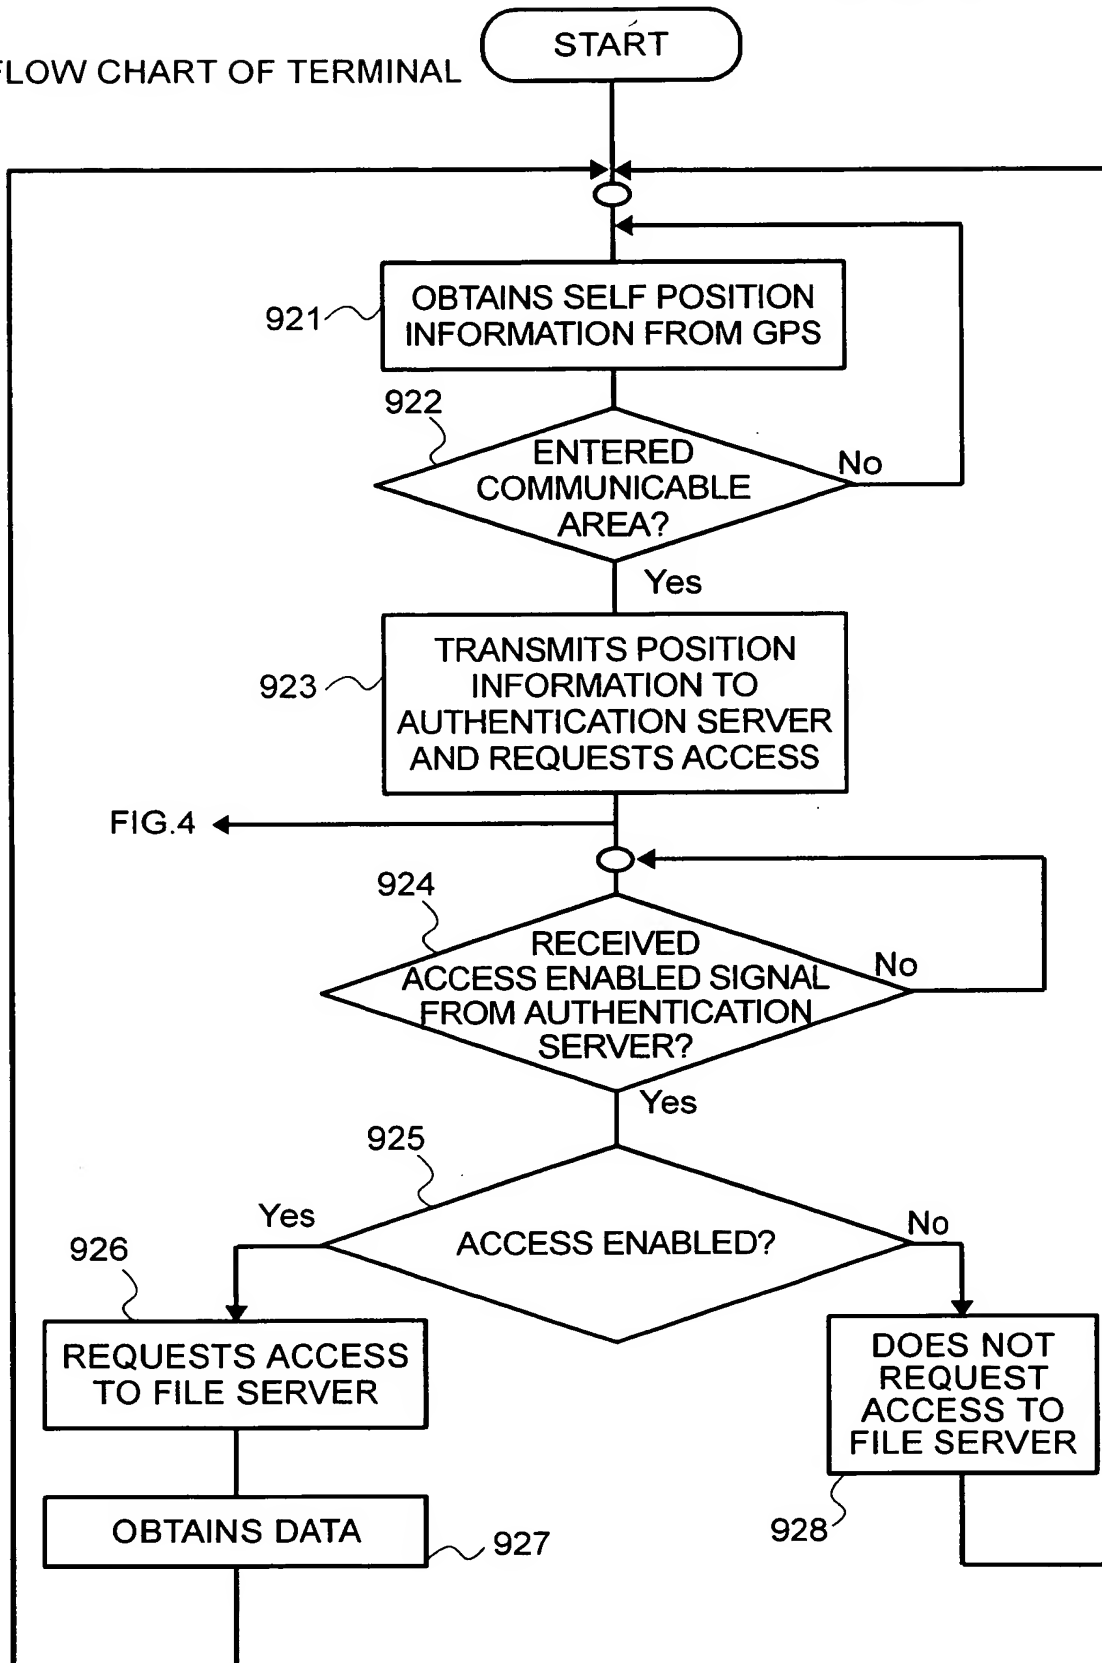 START
FLOW CHART OF TERMINAL
921
OBTAINS SELF POSITION
INFORMATION FROM GPS
922
ENTERED
COMMUNICABLE
AREA?
No
Yes
923
TRANSMITS POSITION
INFORMATION TO
AUTHENTICATION SERVER
AND REQUESTS ACCESS
FIG.4
924
RECEIVED
ACCESS ENABLED SIGNAL
FROM AUTHENTICATION
SERVER?
No
Yes
925
Yes
ACCESS ENABLED?
No
926
REQUESTS ACCESS
TO FILE SERVER
DOES NOT
REQUEST
ACCESS TO
FILE SERVER
OBTAINS DATA
927
928